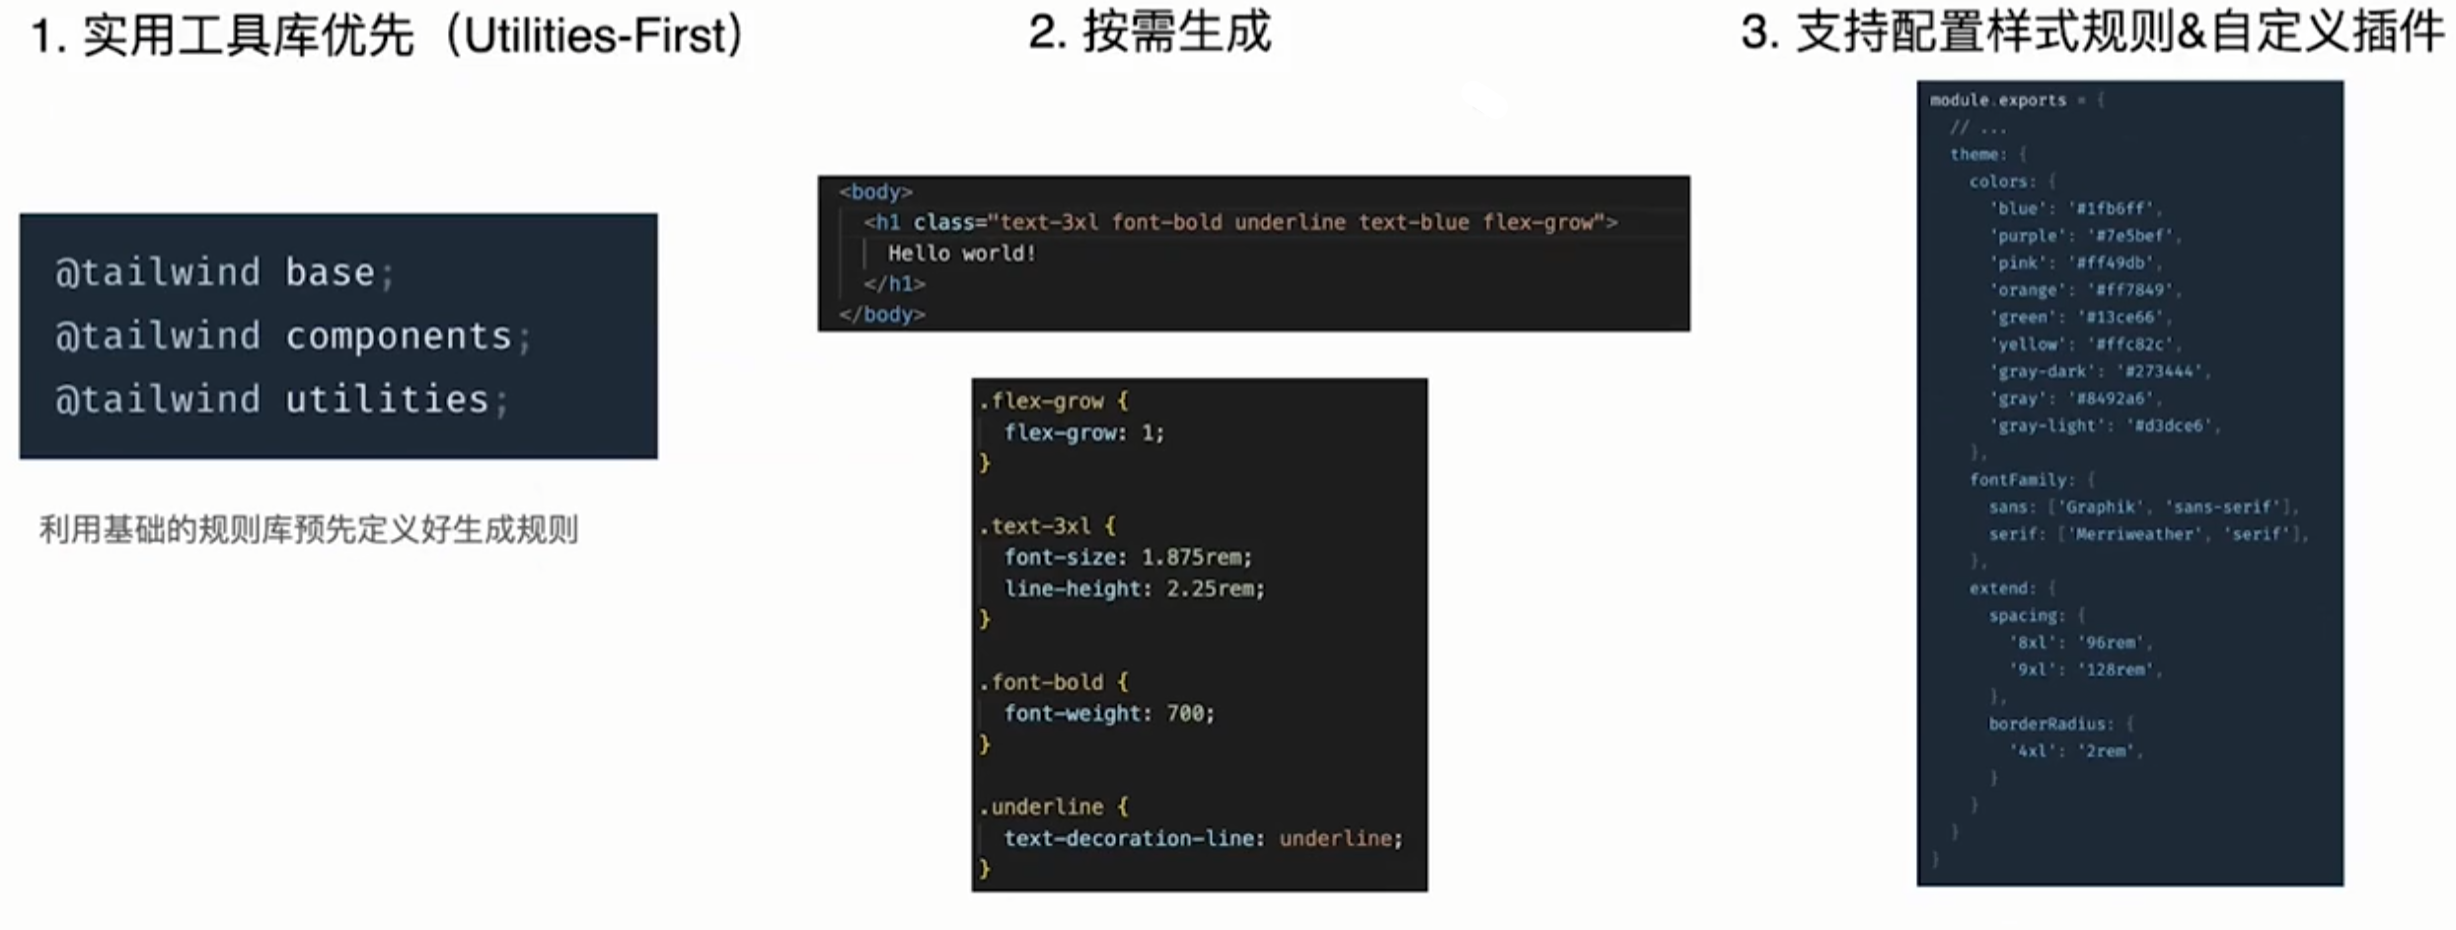 1. 实用工具库优先（Utilities-First）
@tailwind base;
@tailwind components;
@tailwind utilities;
利用基础的规则库预先定义好生成规则
2. 按需生成
<body>
<h1 class="text-3xl font-bold underline text-blue flex-grow">
Hello world!
</h1>
</body>
.flex-grow {
flex-grow: 1;
}
.text-3xl {
font-size: 1.875rem;
line-height: 2.25rem;
}
.font-bold {
font-weight: 700;
}
.underline {
text-decoration-line: underline;
}
3. 支持配置样式规则&自定义插件
module.exports = {
// ...
theme: {
colors: {
'blue': '#1fb6ff',
'purple': '#7e5bef',
'pink': '#ff49db',
'orange': '#ff7849',
'green': '#13ce66',
'yellow': '#ffc82c',
'gray-dark': '#273444',
'gray': '#8492a6',
'gray-light': '#d3dce6',
},
fontFamily: {
sans: ['Graphik', 'sans-serif'],
serif: ['Merriweather', 'serif'],
},
extend: {
spacing: {
'8xl': '96rem',
'9xl': '128rem',
},
borderRadius: {
'4xl': '2rem',
}
}
}
}